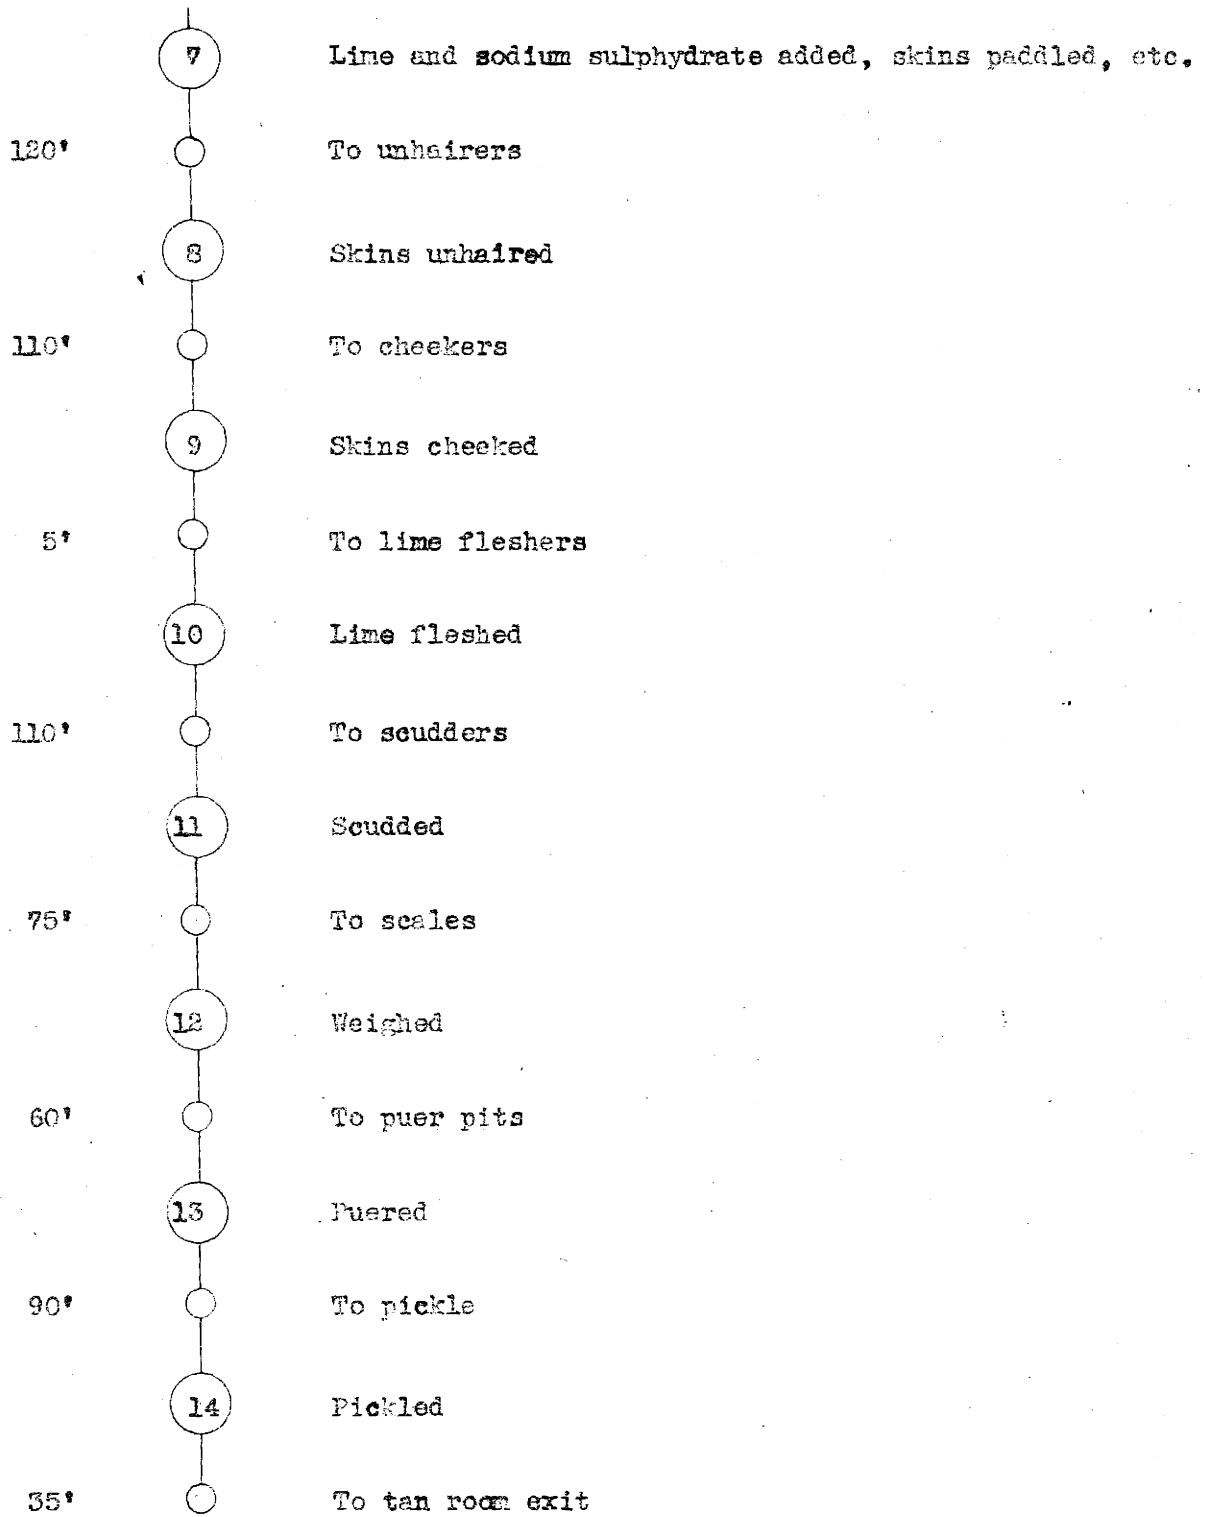 7 Lime and sodium sulphydrate added, skins paddled, etc.
120' To unhairers
8 Skins unhaired
110' To cheekers
9 Skins cheeked
5' To lime fleshers
10 Lime fleshed
110' To scudders
11 Scudded
75' To scales
12 Weighed
60' To puer pits
13 Puered
90' To pickle
14 Pickled
35' To tan room exit